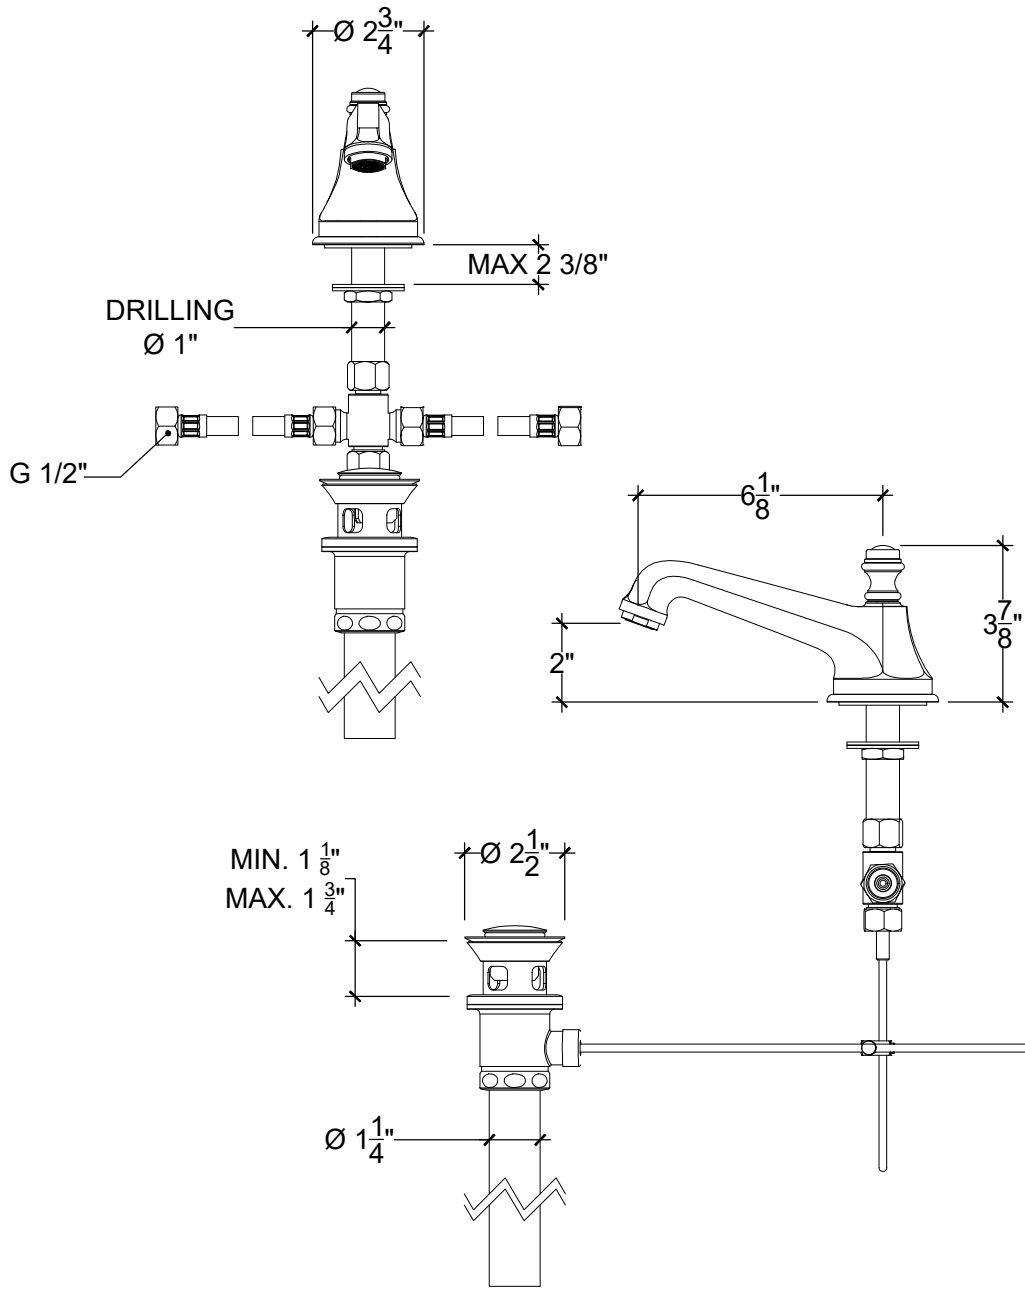 Ø 2 3/4"
MAX 2 3/8"
DRILLING
Ø 1"
G 1/2"
6 1/8"
3 7/8"
2"
MIN. 1 1/8"
MAX. 1 3/4"
Ø 2 1/2"
Ø 1 1/4"